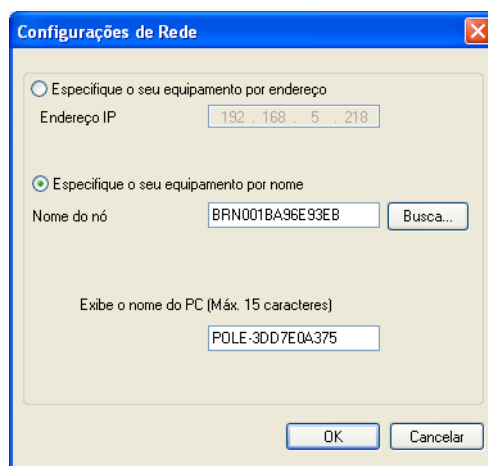 Configurações de Rede
Especifique o seu equipamento por endereço
Endereço IP 192 . 168 . 5 . 218
Especifique o seu equipamento por nome
Nome do nó BRN001BA96E93EB Busca...
Exibe o nome do PC (Máx. 15 caracteres)
POLE-3DD7E0A375
OK Cancelar